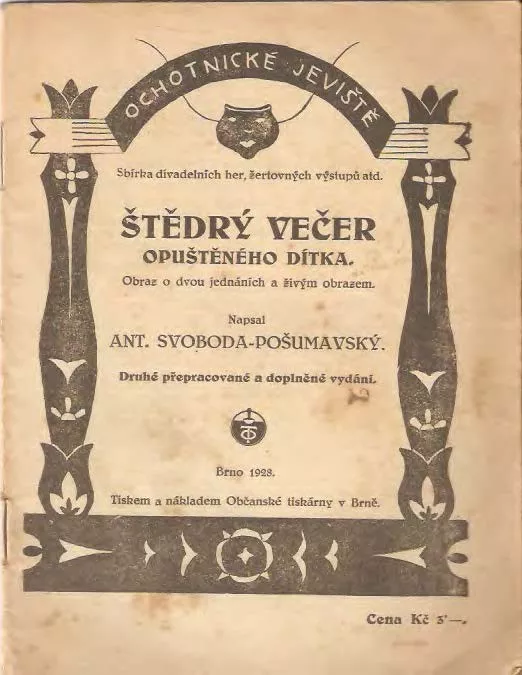 OCHOTNICKÉ JEVIŠTĚ
Sbírka divadelních her, žertovných výstupů atd.
ŠTĚDRÝ VEČER
OPUŠTĚNÉHO DÍTKA.
Obraz o dvou jednáních a živým obrazem.
Napsal
ANT. SVOBODA-POŠUMAVSKÝ.
Druhé přepracované a doplněné vydání.
Brno 1928.
Tiskem a nákladem Občanské tiskárny v Brně.
Cena Kč 3'—.